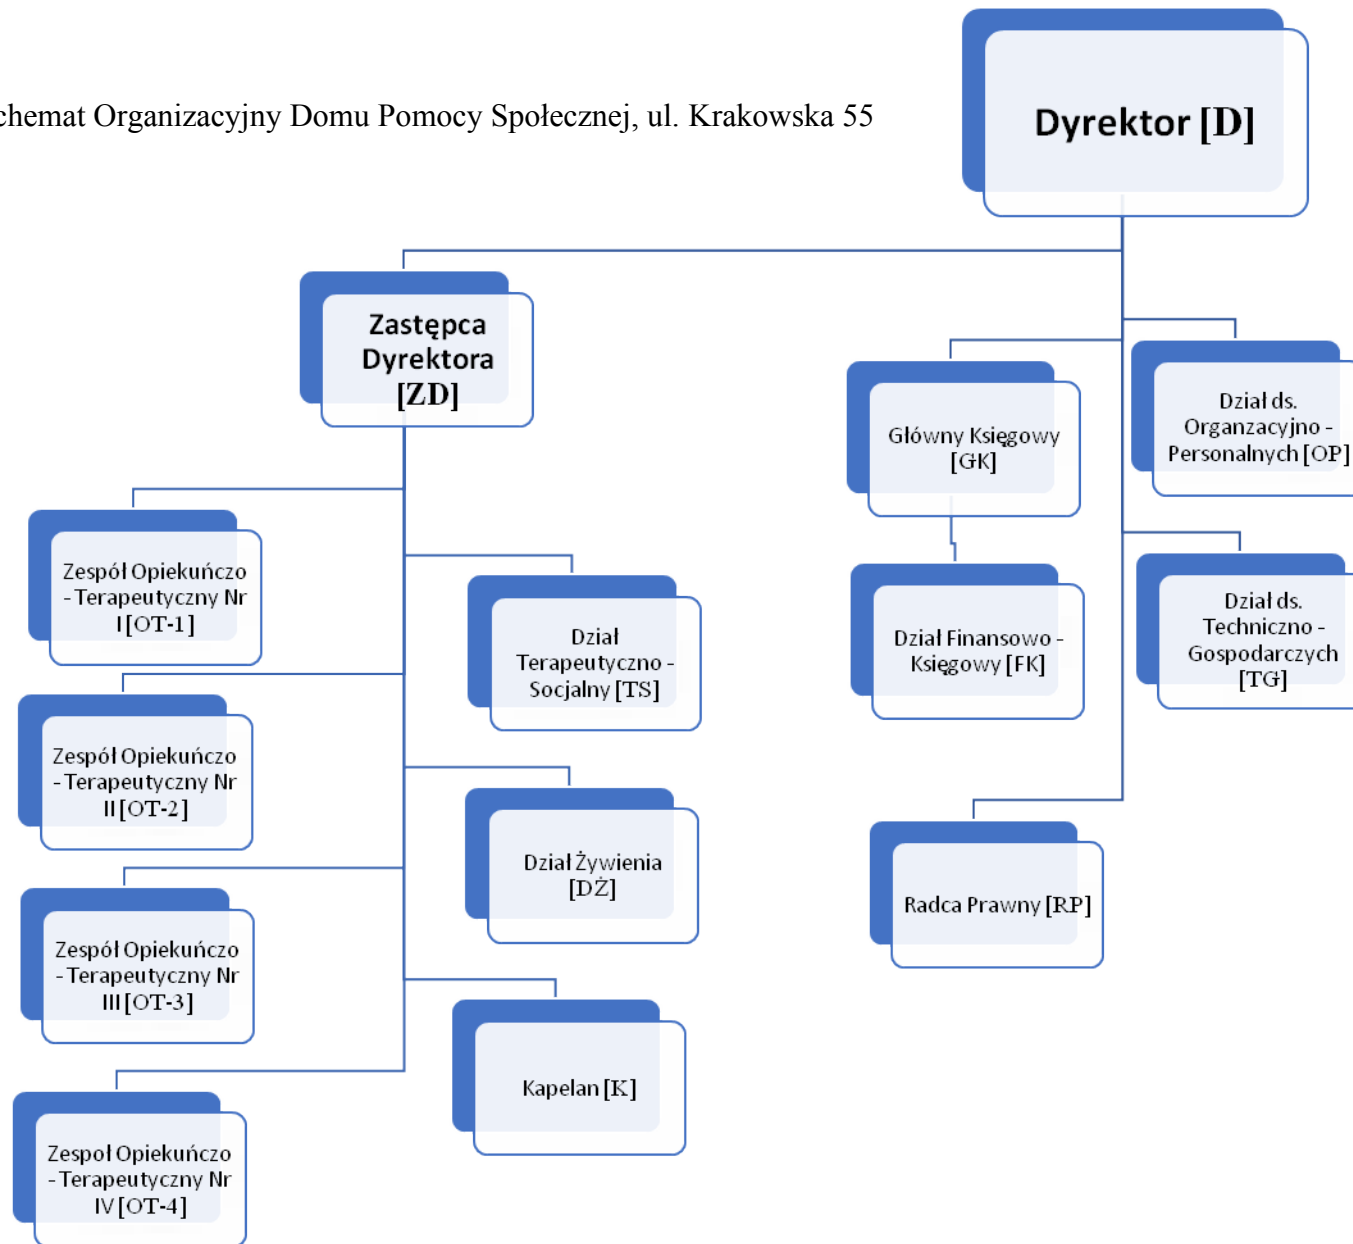 chemat Organizacyjny Domu Pomocy Społecznej, ul. Krakowska 55
Dyrektor [D]
Zastępca
Dyrektora
[ZD]
Główny Księgowy
[GK]
Dział ds.
Organzacyjno -
Personalnych [OP]
Zespół Opiekuńczo
- Terapeutyczny Nr
I [OT-1]
Dział
Terapeutyczno -
Socjalny [TS]
Dział Finansowo -
Księgowy [FK]
Dział ds.
Techniczno -
Gospodarczych
[TG]
Zespół Opiekuńczo
- Terapeutyczny Nr
II [OT-2]
Dział Żywienia
[DŻ]
Radca Prawny [RP]
Zespół Opiekuńczo
- Terapeutyczny Nr
III [OT-3]
Kapelan [K]
Zespoł Opiekuńczo
- Terapeutyczny Nr
IV [OT-4]